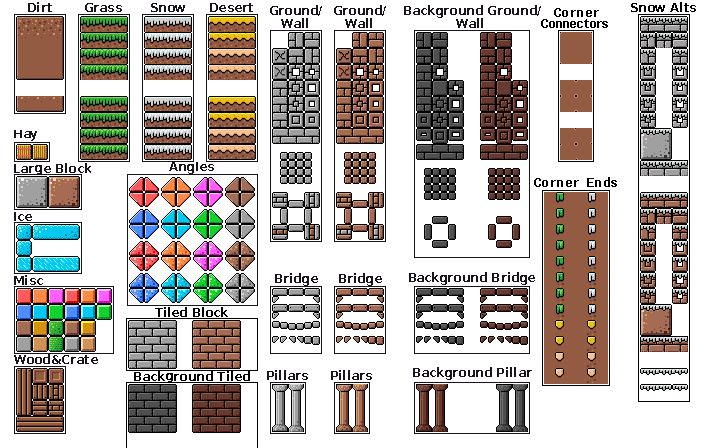 Dirt
Grass
Snow
Desert
Ground/
Wall
Ground/
Wall
Background Ground/
Wall
Corner
Connectors
Snow Alts
Hay
Large Block
Angles
Corner Ends
Ice
Misc
Bridge
Bridge
Background Bridge
Tiled Block
Wood&Crate
Background Tiled
Pillars
Pillars
Background Pillar